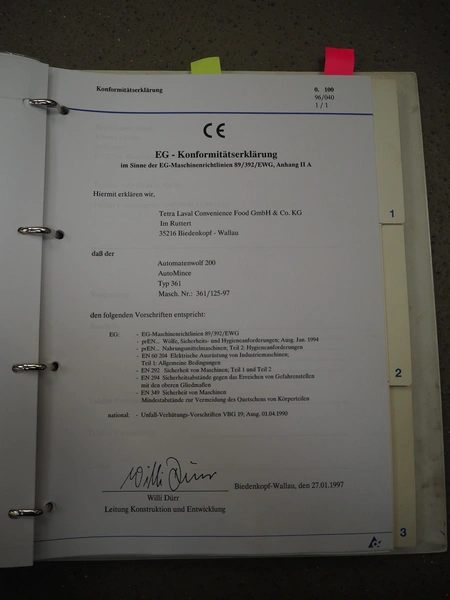 Konformitätserklärung
0. 100
96/040
1 / 1
CE
EG - Konformitätserklärung
im Sinne der EG-Maschinenrichtlinien 89/392/EWG, Anhang II A
Hiermit erklären wir,
Tetra Laval Convenience Food GmbH & Co. KG
Im Ruttert
35216 Biedenkopf - Wallau
daß der
Automatenwolf 200
AutoMince
Typ 361
Masch. Nr.: 361/125-97
den folgenden Vorschriften entspricht:
EG: - EG-Maschinenrichtlinien 89/392/EWG
- prEN... Wölfe, Sicherheits- und Hygieneanforderungen; Ausg. Jan. 1994
- prEN... Nahrungsmittelmaschinen; Teil 2: Hygieneanforderungen
- EN 60 204 Elektrische Ausrüstung von Industriemaschinen;
Teil 1: Allgemeine Bedingungen
- EN 292 Sicherheit von Maschinen; Teil 1 und Teil 2
- EN 294 Sicherheitsabstände gegen das Erreichen von Gefahrenstellen
mit den oberen Gliedmaßen
- EN 349 Sicherheit von Maschinen
Mindestabstände zur Vermeidung des Quetschens von Körperteilen
national: - Unfall-Verhütungs-Vorschriften VBG 19; Ausg. 01.04.1990
Willi Dürr
Biedenkopf-Wallau, den 27.01.1997
Willi Dürr
Leitung Konstruktion und Entwicklung
1
2
3